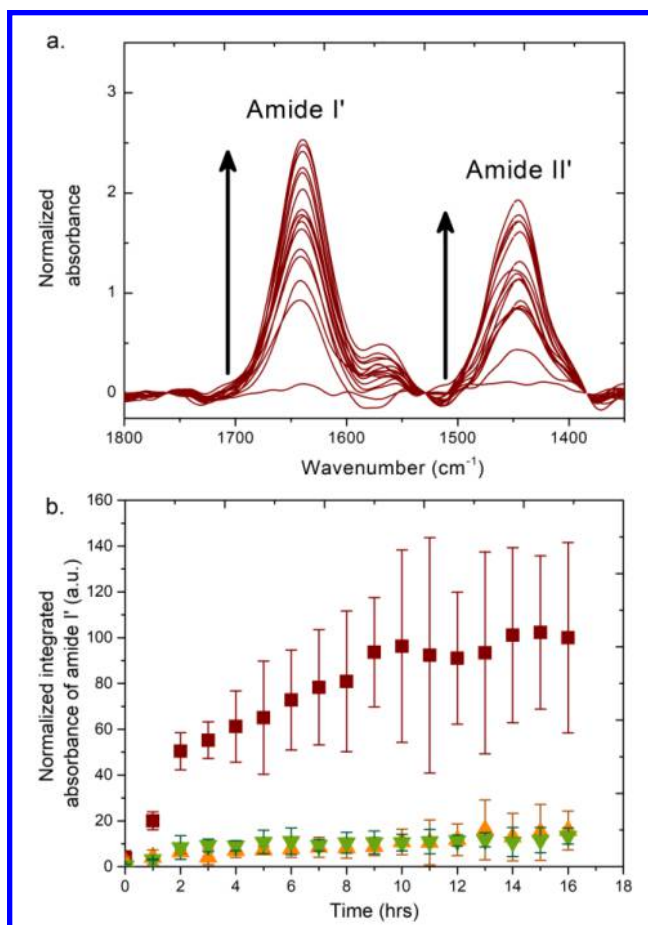 a.
3
2
1
0
Normalized
absorbance
Amide I'
Amide II'
1800
1700
1600
1500
1400
Wavenumber (cm⁻¹)
b.
160
140
120
100
80
60
40
20
0
Normalized integrated
absorbance of amide I' (a.u.)
0
2
4
6
8
10
12
14
16
18
Time (hrs)